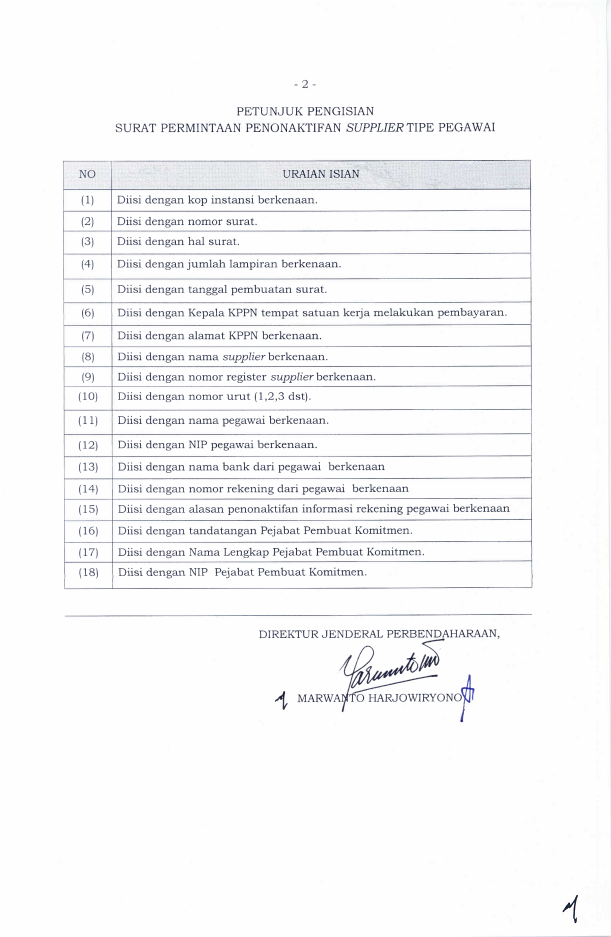 - 2 -
PETUNJUK PENGISIAN
SURAT PERMINTAAN PENONAKTIFAN SUPPLIER TIPE PEGAWAI
NO URAIAN ISIAN
(1) Diisi dengan kop instansi berkenaan.
(2) Diisi dengan nomor surat.
(3) Diisi dengan hal surat.
(4) Diisi dengan jumlah lampiran berkenaan.
(5) Diisi dengan tanggal pembuatan surat.
(6) Diisi dengan Kepala KPPN tempat satuan kerja melakukan pembayaran.
(7) Diisi dengan alamat KPPN berkenaan.
(8) Diisi dengan nama supplier berkenaan.
(9) Diisi dengan nomor register supplier berkenaan.
(10) Diisi dengan nomor urut (1,2,3 dst).
(11) Diisi dengan nama pegawai berkenaan.
(12) Diisi dengan NIP pegawai berkenaan.
(13) Diisi dengan nama bank dari pegawai berkenaan
(14) Diisi dengan nomor rekening dari pegawai berkenaan
(15) Diisi dengan alasan penonaktifan informasi rekening pegawai berkenaan
(16) Diisi dengan tandatangan Pejabat Pembuat Komitmen.
(17) Diisi dengan Nama Lengkap Pejabat Pembuat Komitmen.
(18) Diisi dengan NIP Pejabat Pembuat Komitmen.
DIREKTUR JENDERAL PERBENDAHARAAN,
MARWANTO HARJOWIRYONO